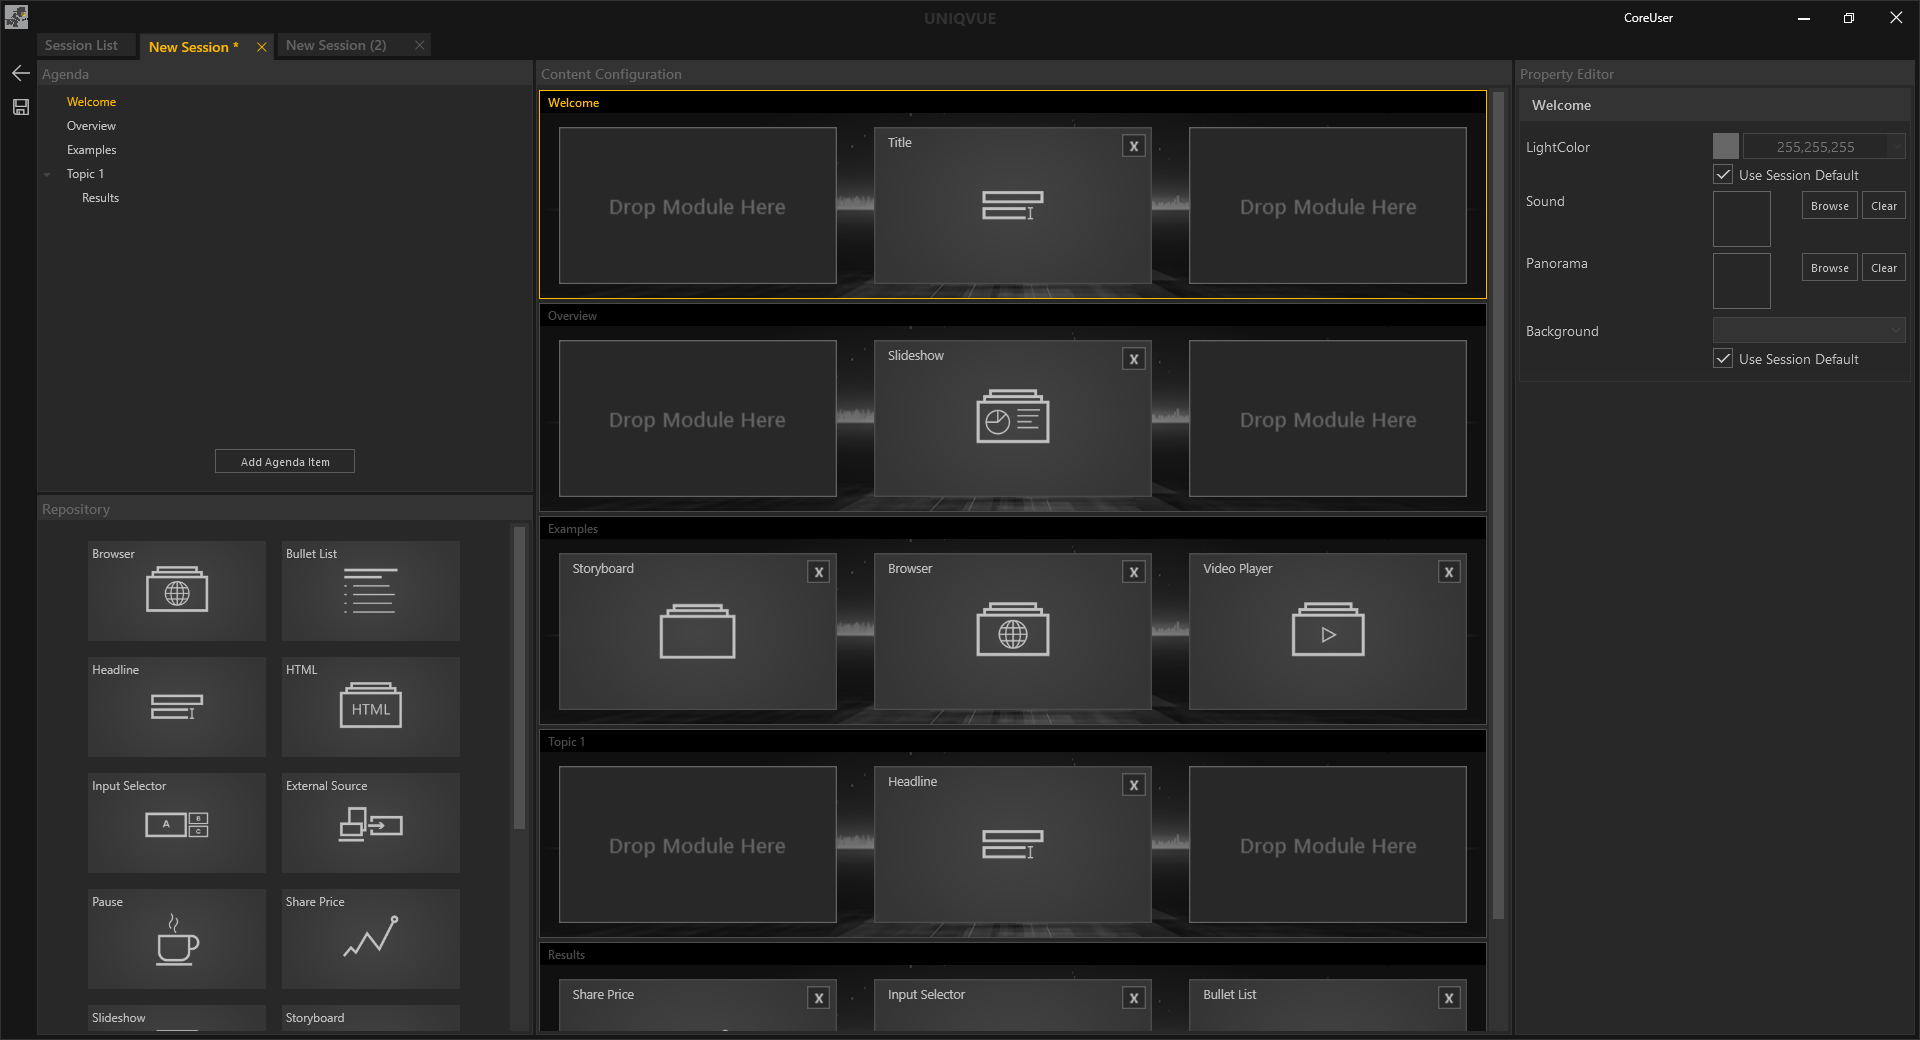 UNIQVUE
CoreUser
Session List
New Session *
New Session (2)
Agenda
Welcome
Overview
Examples
Topic 1
Results
Add Agenda Item
Repository
Browser
Bullet List
Headline
HTML
HTML
Input Selector
A
B
C
External Source
Pause
Share Price
Slideshow
Storyboard
Content Configuration
Welcome
Drop Module Here
Title
X
Drop Module Here
Overview
Drop Module Here
Slideshow
X
Drop Module Here
Examples
Storyboard
X
Browser
X
Video Player
X
Topic 1
Drop Module Here
Headline
X
Drop Module Here
Results
Share Price
X
Input Selector
X
Bullet List
X
Property Editor
Welcome
LightColor
255,255,255
Use Session Default
Sound
Browse
Clear
Panorama
Browse
Clear
Background
Use Session Default